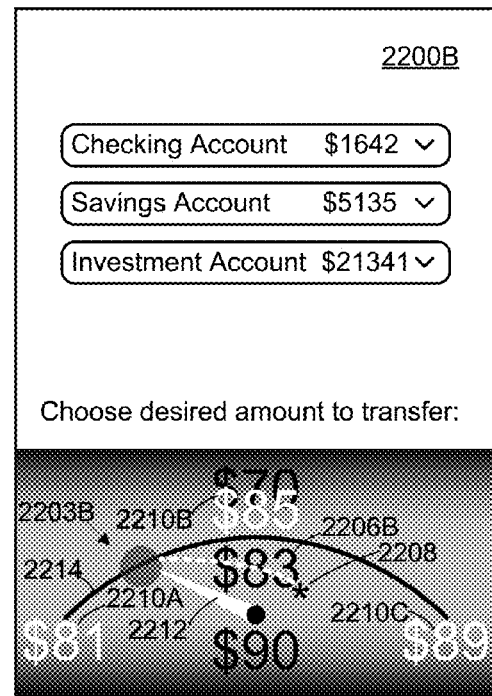 2200B
Checking Account $1642
Savings Account $5135
Investment Account $21341
Choose desired amount to transfer:
$70
2203B 2210B $85 2206B
$83 2208
2214
2210A 2212 * 2210C
$81 $90 $89